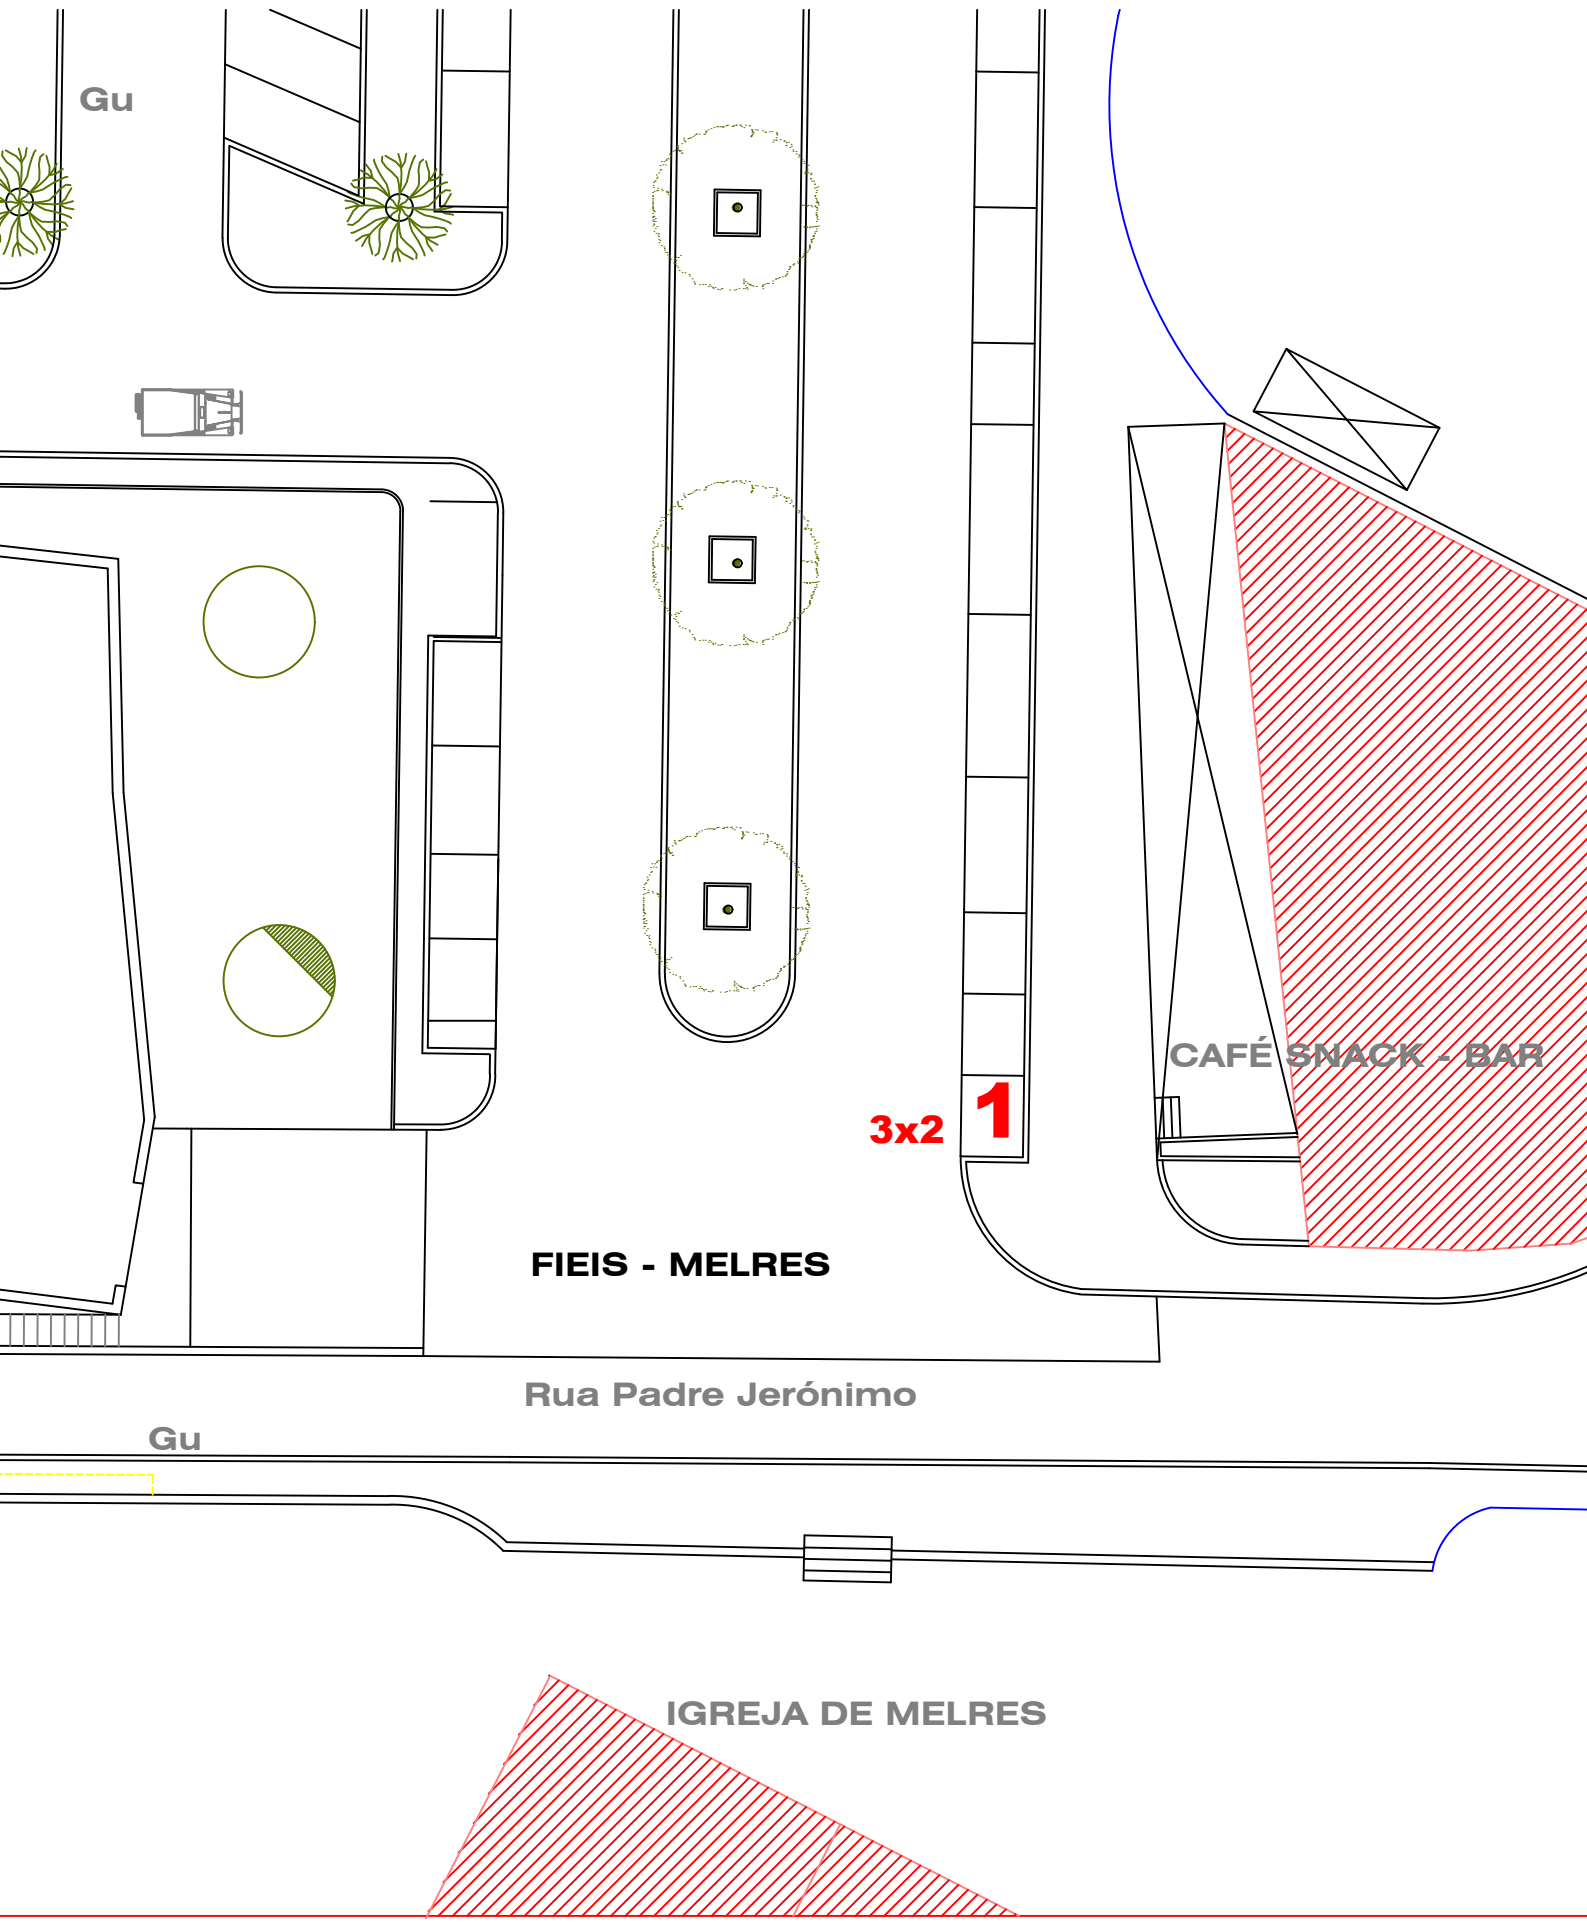 Gu
CAFÉ SNACK - BAR
1
3x2
FIEIS - MELRES
Rua Padre Jerónimo
Gu
IGREJA DE MELRES